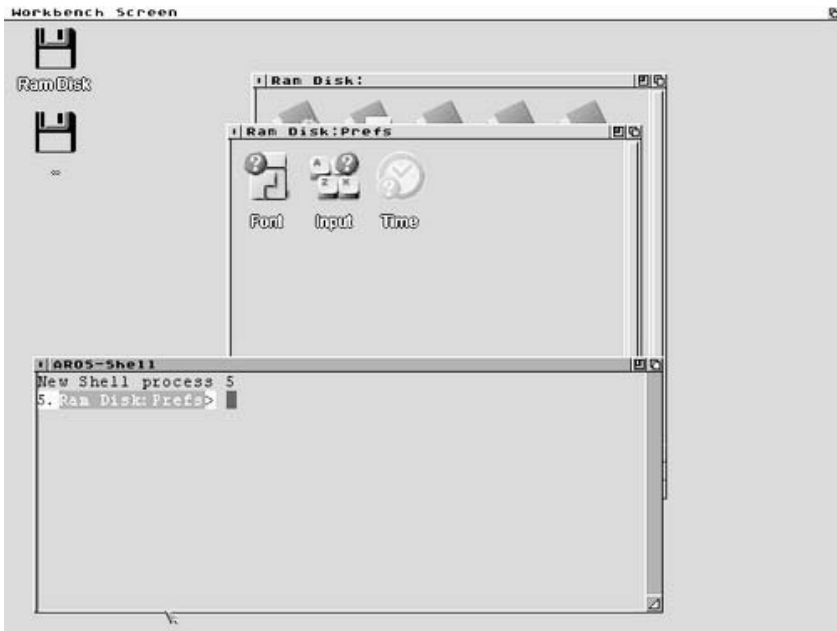 Workbench Screen
Ram Disk
∞
Ram Disk:
Ram Disk:Prefs
Font Input Time
AROS-Shell
New Shell process 5
5.Ram Disk:Prefs>